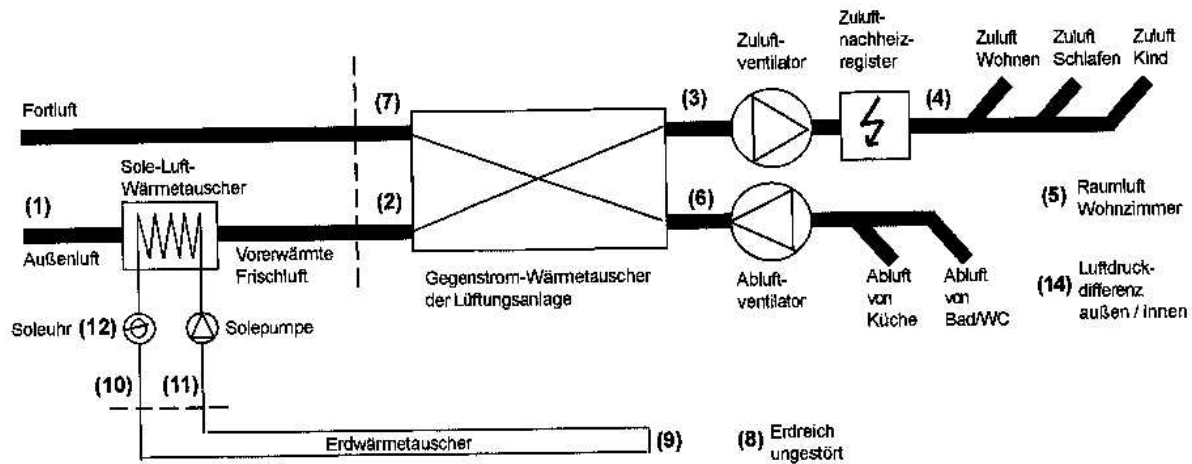 Zuluft-
ventilator
Zuluft-
nachheiz-
register
Zuluft
Wohnen
Zuluft
Schlafen
Zuluft
Kind
Fortluft
(7)
(3)
(4)
Sole-Luft-
Wärmetauscher
(1)
(2)
(6)
(5) Raumluft
Wohnzimmer
Außenluft
Vorerwärmte
Frischluft
Gegenstrom-Wärmetauscher
der Lüftungsanlage
Abluft-
ventilator
Abluft
von
Küche
Abluft
von
Bad/WC
(14) Luftdruck-
differenz
außen / innen
Soleuhr (12)
Solepumpe
(10)
(11)
Erdwärmetauscher
(9)
(8) Erdreich
ungestört